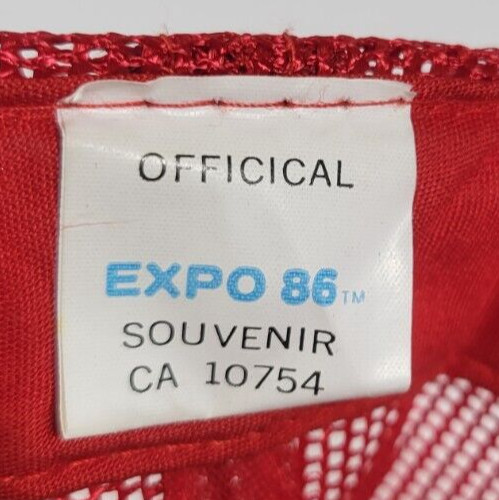 OFFICICAL
EXPO 86™
SOUVENIR
CA 10754